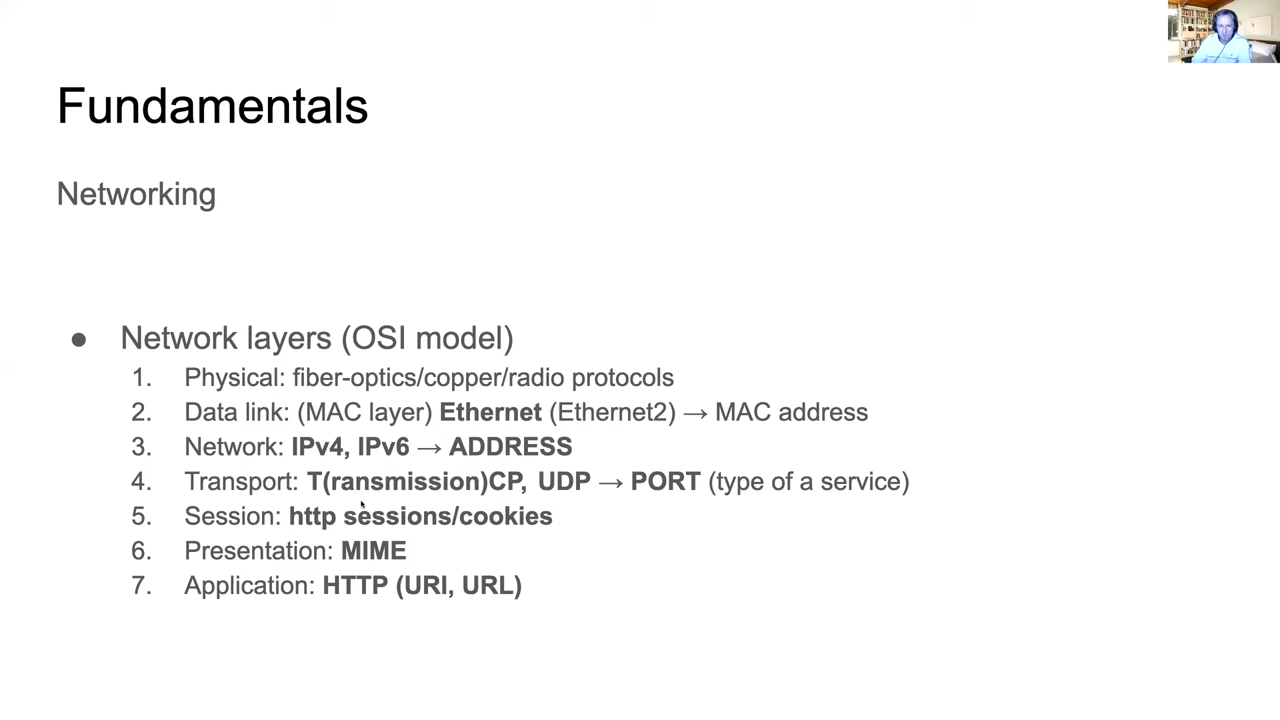 Fundamentals
Networking
● Network layers (OSI model)
1. Physical: fiber-optics/copper/radio protocols
2. Data link: (MAC layer) Ethernet (Ethernet2) → MAC address
3. Network: IPv4, IPv6 → ADDRESS
4. Transport: T(ransmission)CP, UDP → PORT (type of a service)
5. Session: http sessions/cookies
6. Presentation: MIME
7. Application: HTTP (URI, URL)